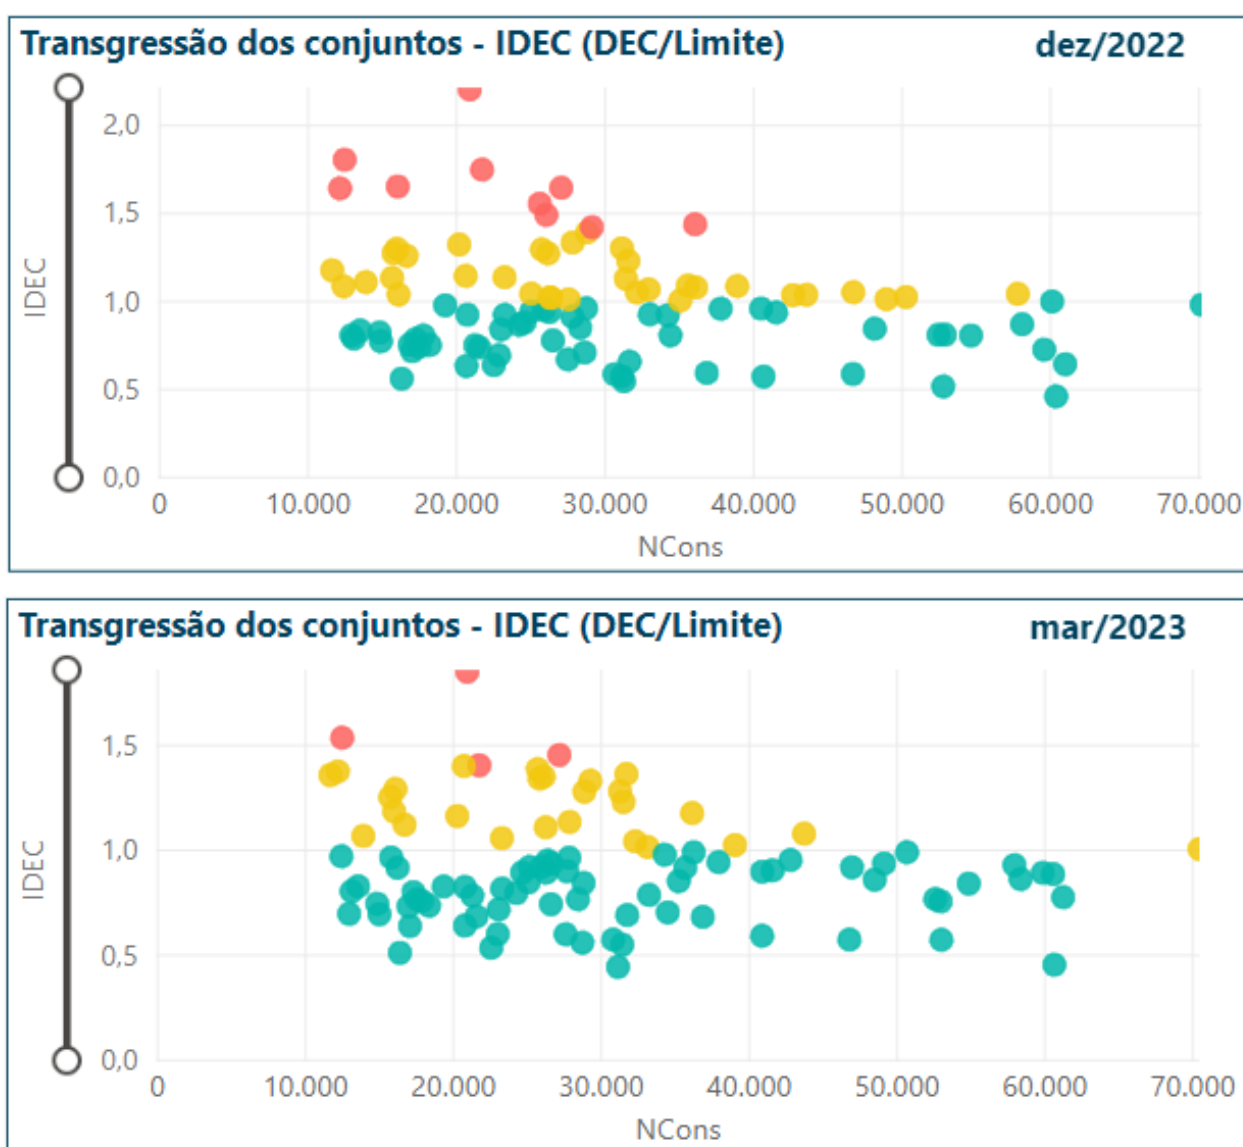 Transgressão dos conjuntos - IDEC (DEC/Limite) dez/2022
2,0
1,5
1,0
0,5
0,0
IDEC
0 10.000 20.000 30.000 40.000 50.000 60.000 70.000
NCons
Transgressão dos conjuntos - IDEC (DEC/Limite) mar/2023
1,5
1,0
0,5
0,0
IDEC
0 10.000 20.000 30.000 40.000 50.000 60.000 70.000
NCons